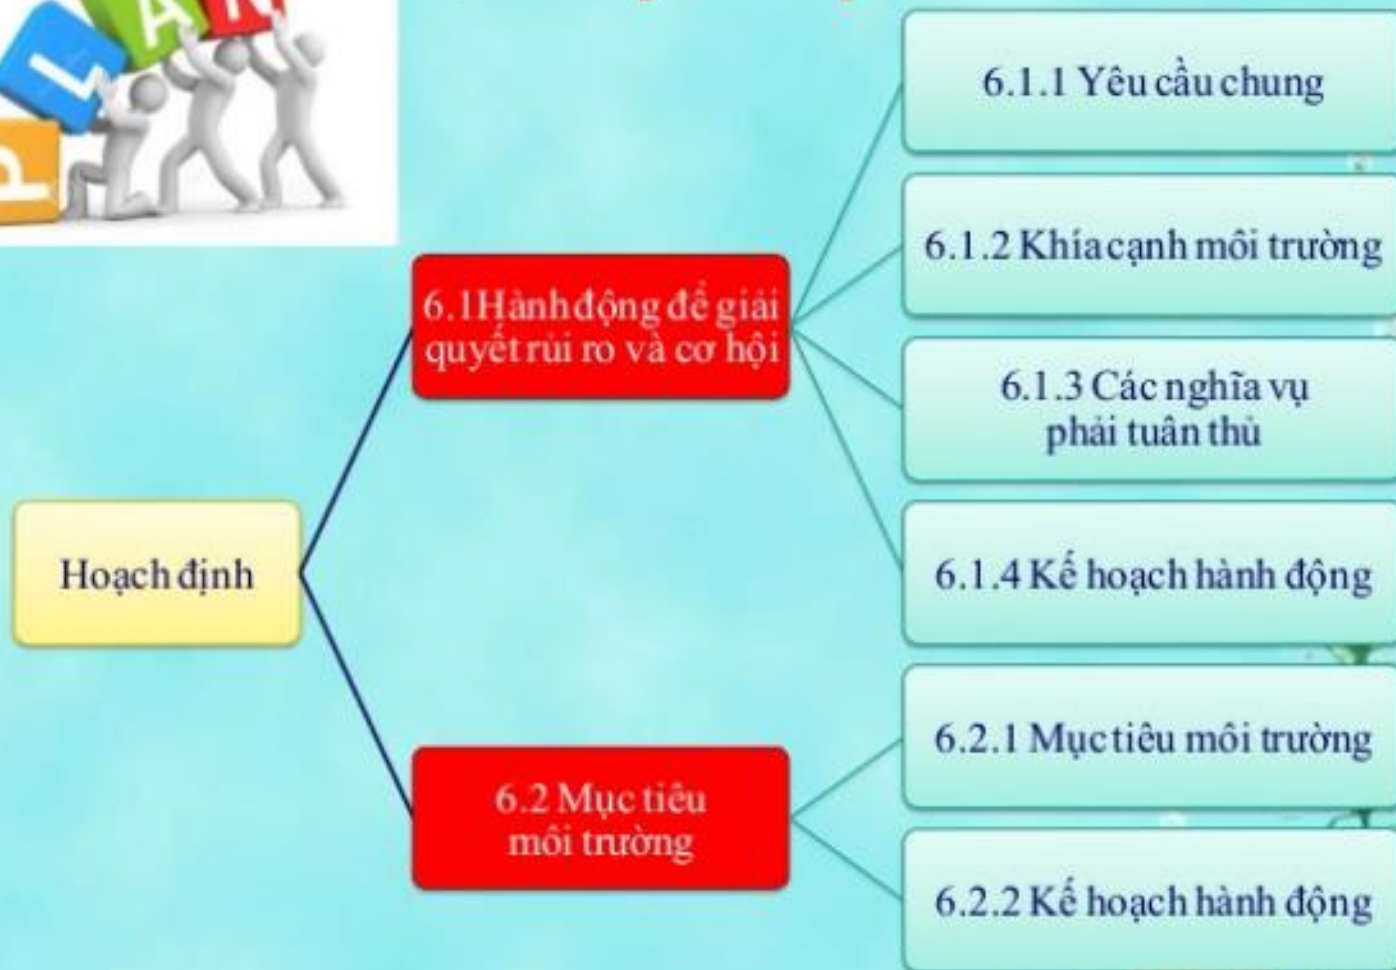 PLAN
6.1.1 Yêu cầu chung
6.1.2 Khía cạnh môi trường
6.1Hành động để giải
quyết rủi ro và cơ hội
6.1.3 Các nghĩa vụ
phải tuân thủ
Hoạch định
6.1.4 Kế hoạch hành động
6.2 Mục tiêu
môi trường
6.2.1 Mục tiêu môi trường
6.2.2 Kế hoạch hành động